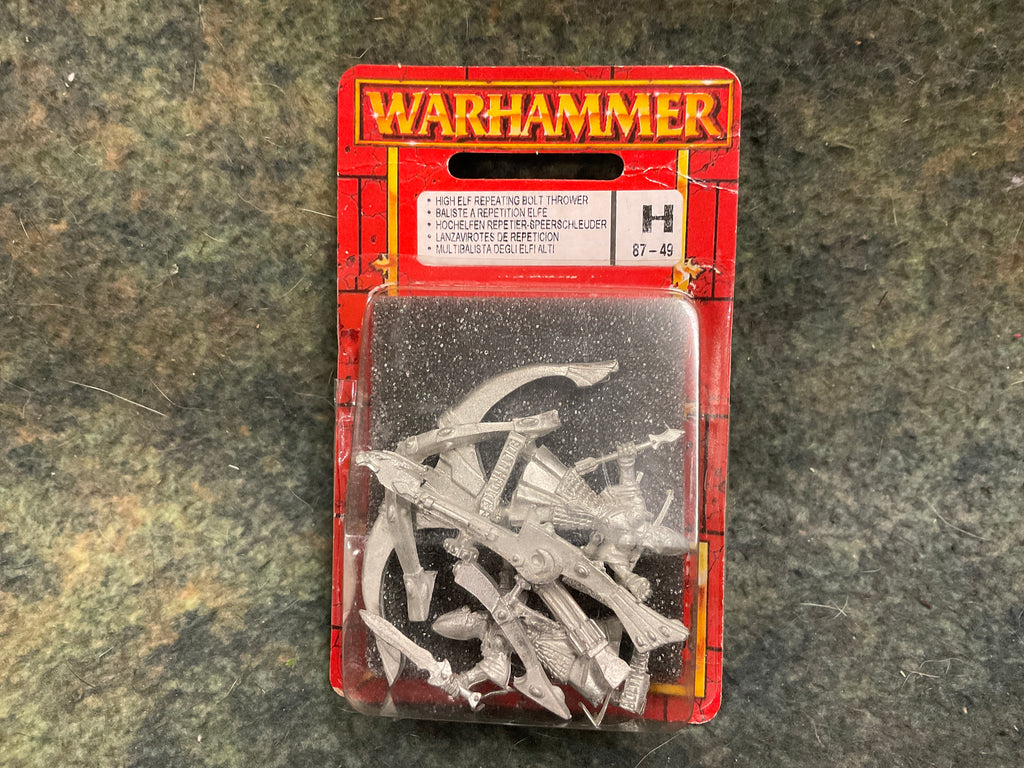 WARHAMMER
• HIGH ELF REPEATING BOLT THROWER
• BALISTE A REPETITION ELFE
• HOCHELFEN REPETIER-SPEERSCHLEUDER
• LANZAVIROTES DE REPETICION
• MULTIBALISTA DEGLI ELFI ALTI
H
87-49